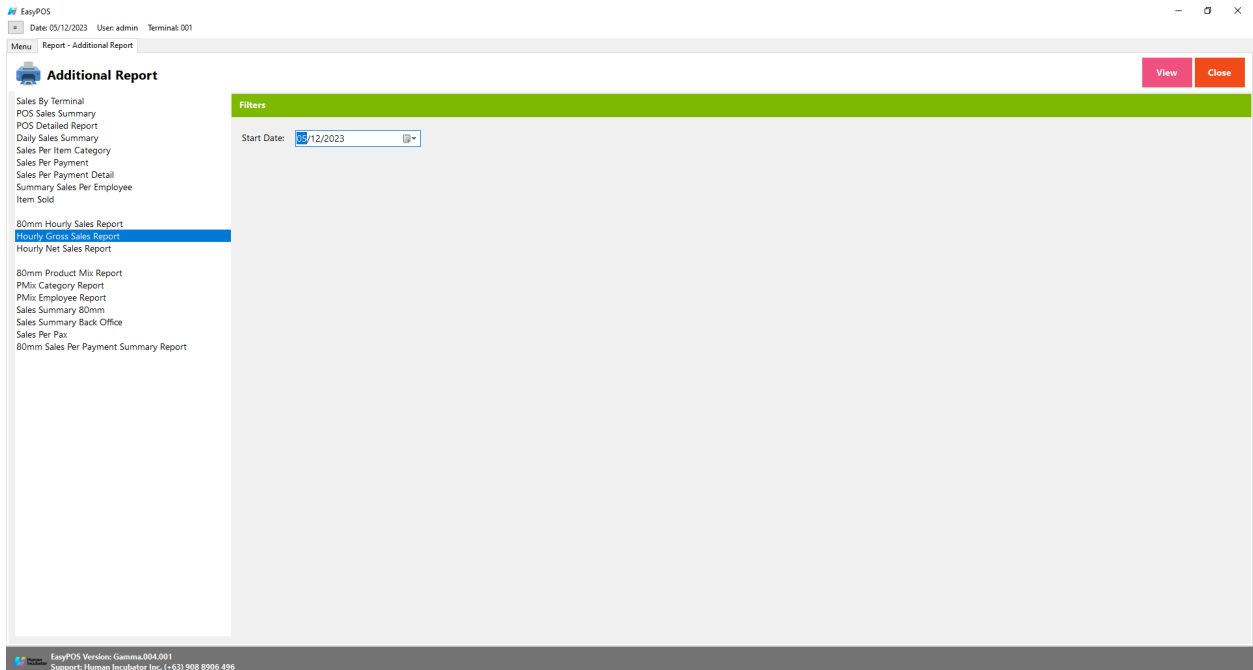 EasyPOS
Date: 05/12/2023 User: admin Terminal: 001
Menu Report - Additional Report
Additional Report
View Close
Sales By Terminal
POS Sales Summary
POS Detailed Report
Daily Sales Summary
Sales Per Item Category
Sales Per Payment
Sales Per Payment Detail
Summary Sales Per Employee
Item Sold
80mm Hourly Sales Report
Hourly Gross Sales Report
Hourly Net Sales Report
80mm Product Mix Report
PMix Category Report
PMix Employee Report
Sales Summary 80mm
Sales Summary Back Office
Sales Per Pax
80mm Sales Per Payment Summary Report
Filters
Start Date: 05/12/2023
Human
Incubator
EasyPOS Version: Gamma.004.001
Support: Human Incubator Inc. (+63) 908 8906 496